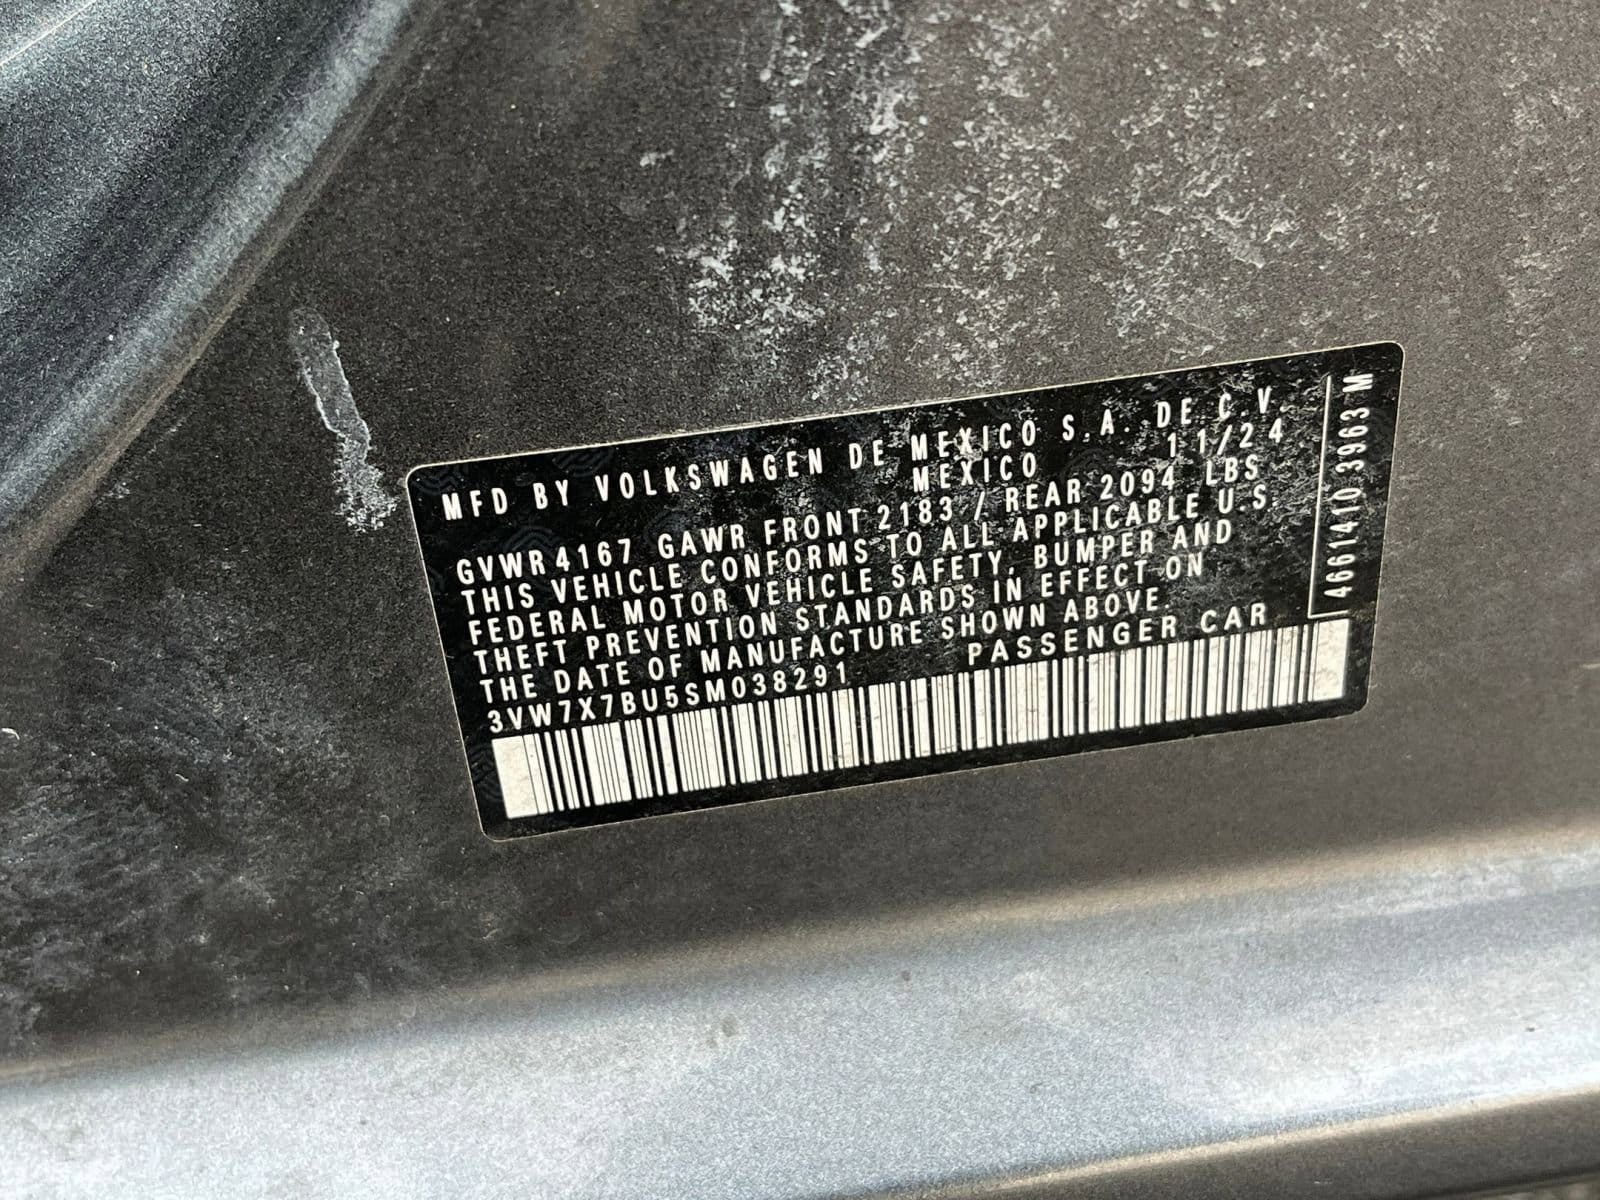 MFD BY VOLKSWAGEN DE MEXICO S.A. DE C.V.
MEXICO 11/24
GVWR 4167 GAWR FRONT 2183 / REAR 2094 LBS
THIS VEHICLE CONFORMS TO ALL APPLICABLE U.S.
FEDERAL MOTOR VEHICLE SAFETY, BUMPER AND
THEFT PREVENTION STANDARDS IN EFFECT ON
THE DATE OF MANUFACTURE SHOWN ABOVE.
3VW7X7BU5SM038291 PASSENGER CAR
4661410 3963 M